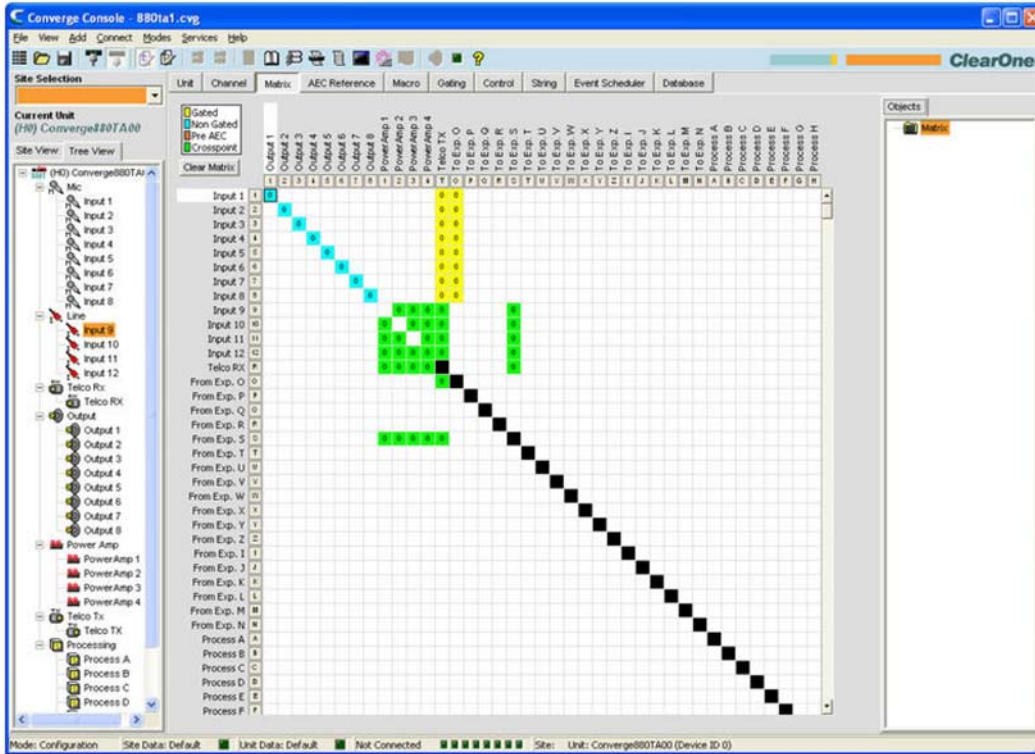 Converge Console - 880ta1.cvg
File View Add Connect Modes Services Help
ClearOne
Site Selection
Current Unit
(H0) Converge880TA00
Site View Tree View
Unit Channel Matrix AEC Reference Macro Gating Control String Event Scheduler Database
Objects
Matrix
Gated
Non Gated
Pre AEC
Crosspoint
Clear Matrix
Output 1
Output 2
Output 3
Output 4
Output 5
Output 6
Output 7
Output 8
PowerAmp 1
PowerAmp 2
PowerAmp 3
PowerAmp 4
Telco TX
To Exp. O
To Exp. P
To Exp. Q
To Exp. R
To Exp. S
To Exp. T
To Exp. U
To Exp. V
To Exp. W
To Exp. X
To Exp. Y
To Exp. Z
To Exp. I
To Exp. J
To Exp. K
To Exp. L
To Exp. M
To Exp. N
Process A
Process B
Process C
Process D
Process E
Process F
Process G
Process H
(H0) Converge880TA
Mic
Input 1
Input 2
Input 3
Input 4
Input 5
Input 6
Input 7
Input 8
Line
Input 9
Input 10
Input 11
Input 12
Telco Rx
Telco RX
Output
Output 1
Output 2
Output 3
Output 4
Output 5
Output 6
Output 7
Output 8
Power Amp
PowerAmp 1
PowerAmp 2
PowerAmp 3
PowerAmp 4
Telco Tx
Telco TX
Processing
Process A
Process B
Process C
Process D
Input 1
Input 2
Input 3
Input 4
Input 5
Input 6
Input 7
Input 8
Input 9
Input 10
Input 11
Input 12
Telco RX
From Exp. O
From Exp. P
From Exp. Q
From Exp. R
From Exp. S
From Exp. T
From Exp. U
From Exp. V
From Exp. W
From Exp. X
From Exp. Y
From Exp. Z
From Exp. I
From Exp. J
From Exp. K
From Exp. L
From Exp. M
From Exp. N
Process A
Process B
Process C
Process D
Process E
Process F
Mode: Configuration Site Data: Default Unit Data: Default Not Connected Site: Unit: Converge880TA00 (Device ID 0)